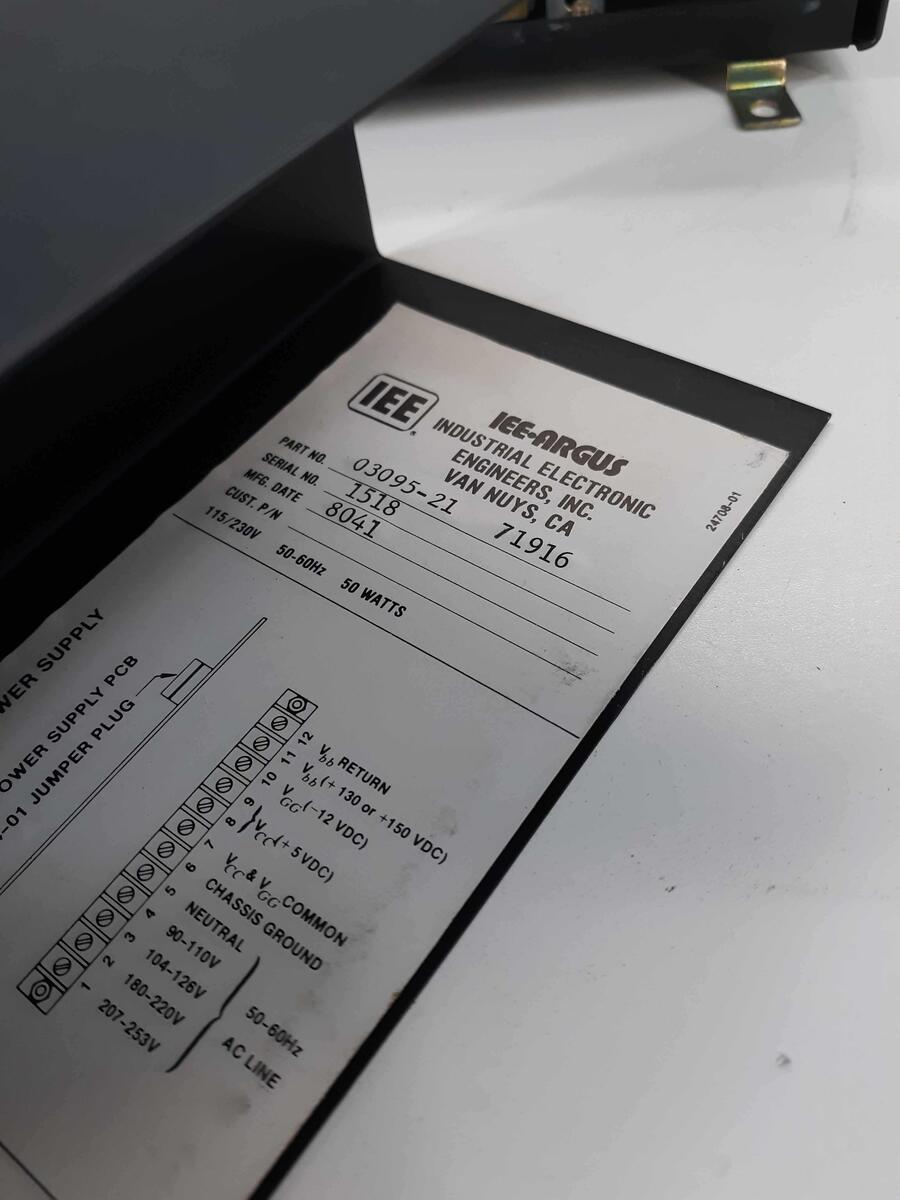 IEE
IEE-ARGUS
INDUSTRIAL ELECTRONIC
ENGINEERS, INC.
VAN NUYS, CA
24708-01
PART NO. 03095-21 71916
SERIAL NO. 1518
MFG. DATE 8041
CUST. P/N
115/230V 50-60Hz 50 WATTS
WER SUPPLY
OWER SUPPLY PCB
-01 JUMPER PLUG
12 Vbb RETURN
11 Vbb (+130 or +150 VDC)
10 VGG (-12 VDC)
9
8 } VCC (+5 VDC)
7 VCC & VGG COMMON
6 CHASSIS GROUND
5 NEUTRAL
4 90-110V
3 104-126V
2 180-220V
1 207-253V
50-60Hz
AC LINE